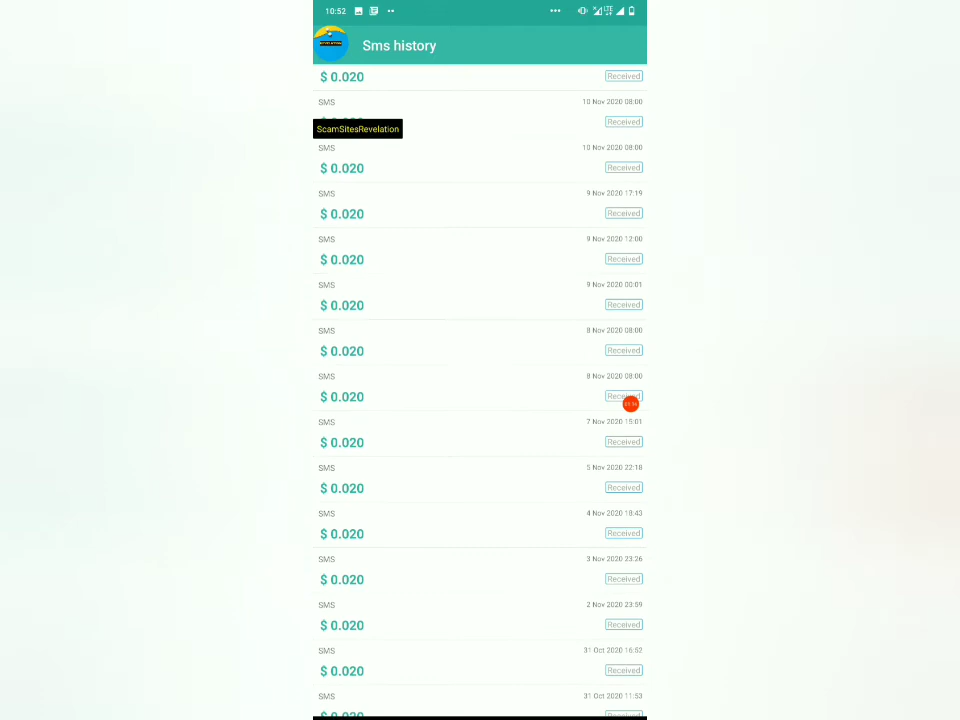 10:52
LTE
Sms history
$ 0.020
Received
SMS
10 Nov 2020 08:00
Received
ScamSitesRevelation
SMS
10 Nov 2020 08:00
$ 0.020
Received
SMS
9 Nov 2020 17:19
$ 0.020
Received
SMS
9 Nov 2020 12:00
$ 0.020
Received
SMS
9 Nov 2020 00:01
$ 0.020
Received
SMS
8 Nov 2020 08:00
$ 0.020
Received
SMS
8 Nov 2020 08:00
$ 0.020
Received
SMS
7 Nov 2020 15:01
$ 0.020
Received
SMS
5 Nov 2020 22:18
$ 0.020
Received
SMS
4 Nov 2020 18:43
$ 0.020
Received
SMS
3 Nov 2020 23:26
$ 0.020
Received
SMS
2 Nov 2020 23:59
$ 0.020
Received
SMS
31 Oct 2020 16:52
$ 0.020
Received
SMS
31 Oct 2020 11:53
$ 0.020
Received